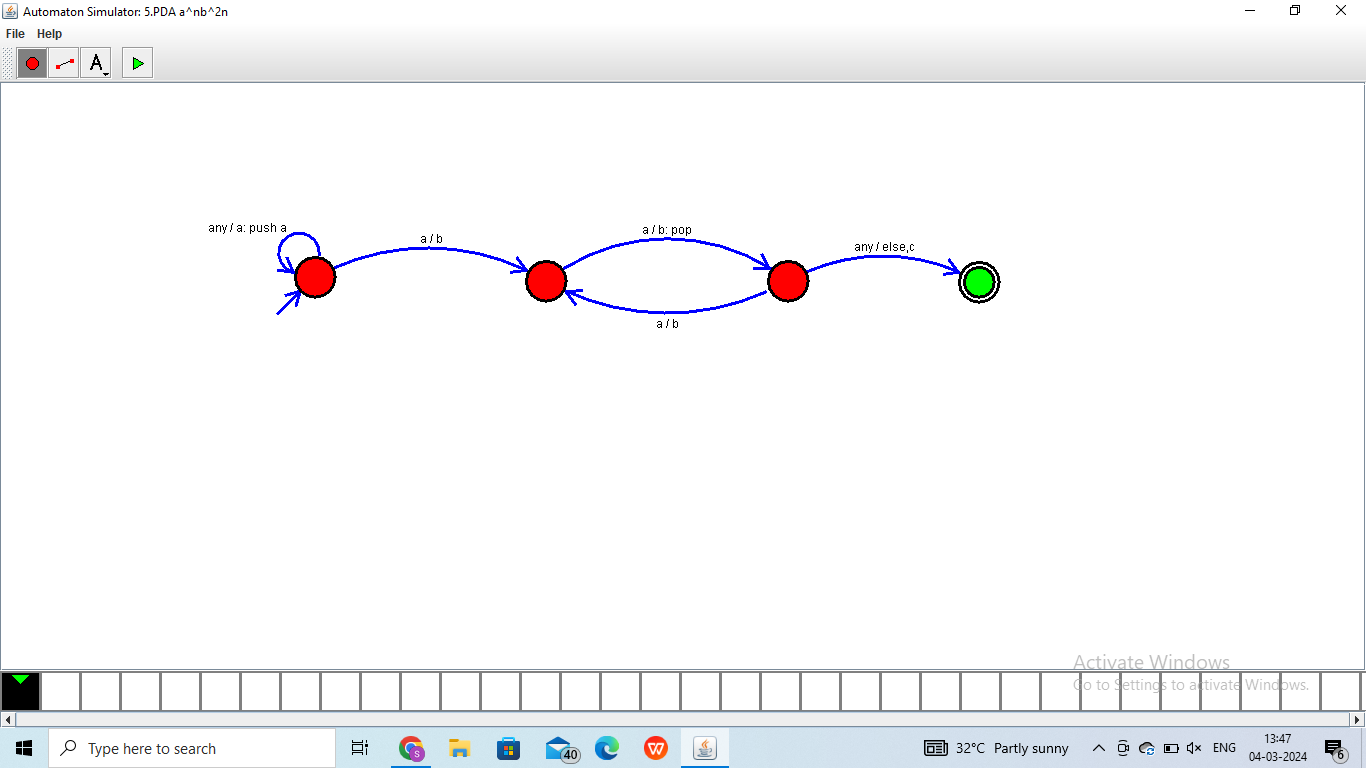 Automaton Simulator: 5.PDA a^nb^2n
File Help
A
any / a: push a
a / b
a / b: pop
any / else,c
a / b
Activate Windows
Go to Settings to activate Windows.
Type here to search
S
40
W
32°C Partly sunny
ENG
13:47
04-03-2024
6